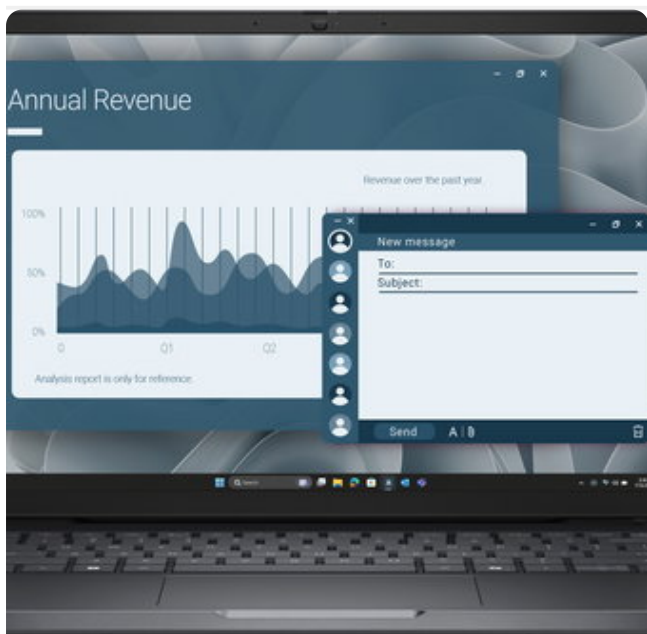 Annual Revenue
Revenue over the past year.
100%
50%
0%
0
Q1
Q2
Analysis report is only for reference.
New message
To:
Subject:
Send
A | B
Search